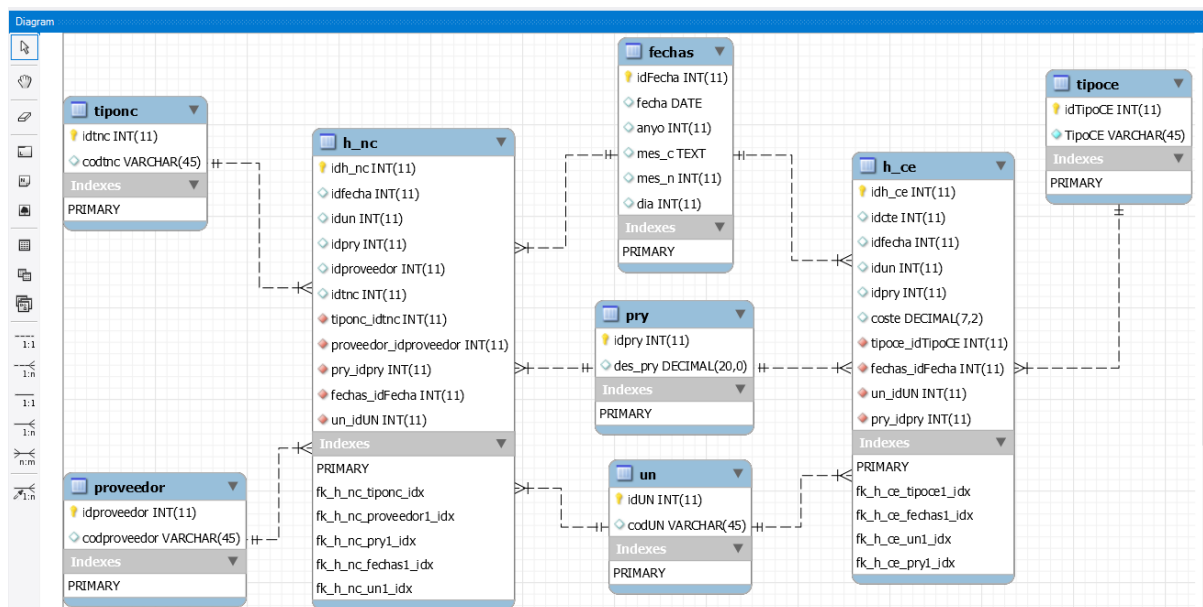 Diagram
tiponc
idtnc INT(11)
codtnc VARCHAR(45)
Indexes
PRIMARY
h_nc
idh_nc INT(11)
idfecha INT(11)
idun INT(11)
idpry INT(11)
idproveedor INT(11)
idtnc INT(11)
tiponc_idtnc INT(11)
proveedor_idproveedor INT(11)
pry_idpry INT(11)
fechas_idFecha INT(11)
un_idUN INT(11)
Indexes
PRIMARY
fk_h_nc_tiponc_idx
fk_h_nc_proveedor1_idx
fk_h_nc_pry1_idx
fk_h_nc_fechas1_idx
fk_h_nc_un1_idx
proveedor
idproveedor INT(11)
codproveedor VARCHAR(45)
Indexes
PRIMARY
fechas
idFecha INT(11)
fecha DATE
anyo INT(11)
mes_c TEXT
mes_n INT(11)
dia INT(11)
Indexes
PRIMARY
pry
idpry INT(11)
des_pry DECIMAL(20,0)
Indexes
PRIMARY
un
idUN INT(11)
codUN VARCHAR(45)
Indexes
PRIMARY
h_ce
idh_ce INT(11)
idcte INT(11)
idfecha INT(11)
idun INT(11)
idpry INT(11)
coste DECIMAL(7,2)
tipoce_idTipoCE INT(11)
fechas_idFecha INT(11)
un_idUN INT(11)
pry_idpry INT(11)
Indexes
PRIMARY
fk_h_ce_tipoce1_idx
fk_h_ce_fechas1_idx
fk_h_ce_un1_idx
fk_h_ce_pry1_idx
tipoce
idTipoCE INT(11)
TipoCE VARCHAR(45)
Indexes
PRIMARY
1:1
1:n
1:1
1:n
n:m
1:n